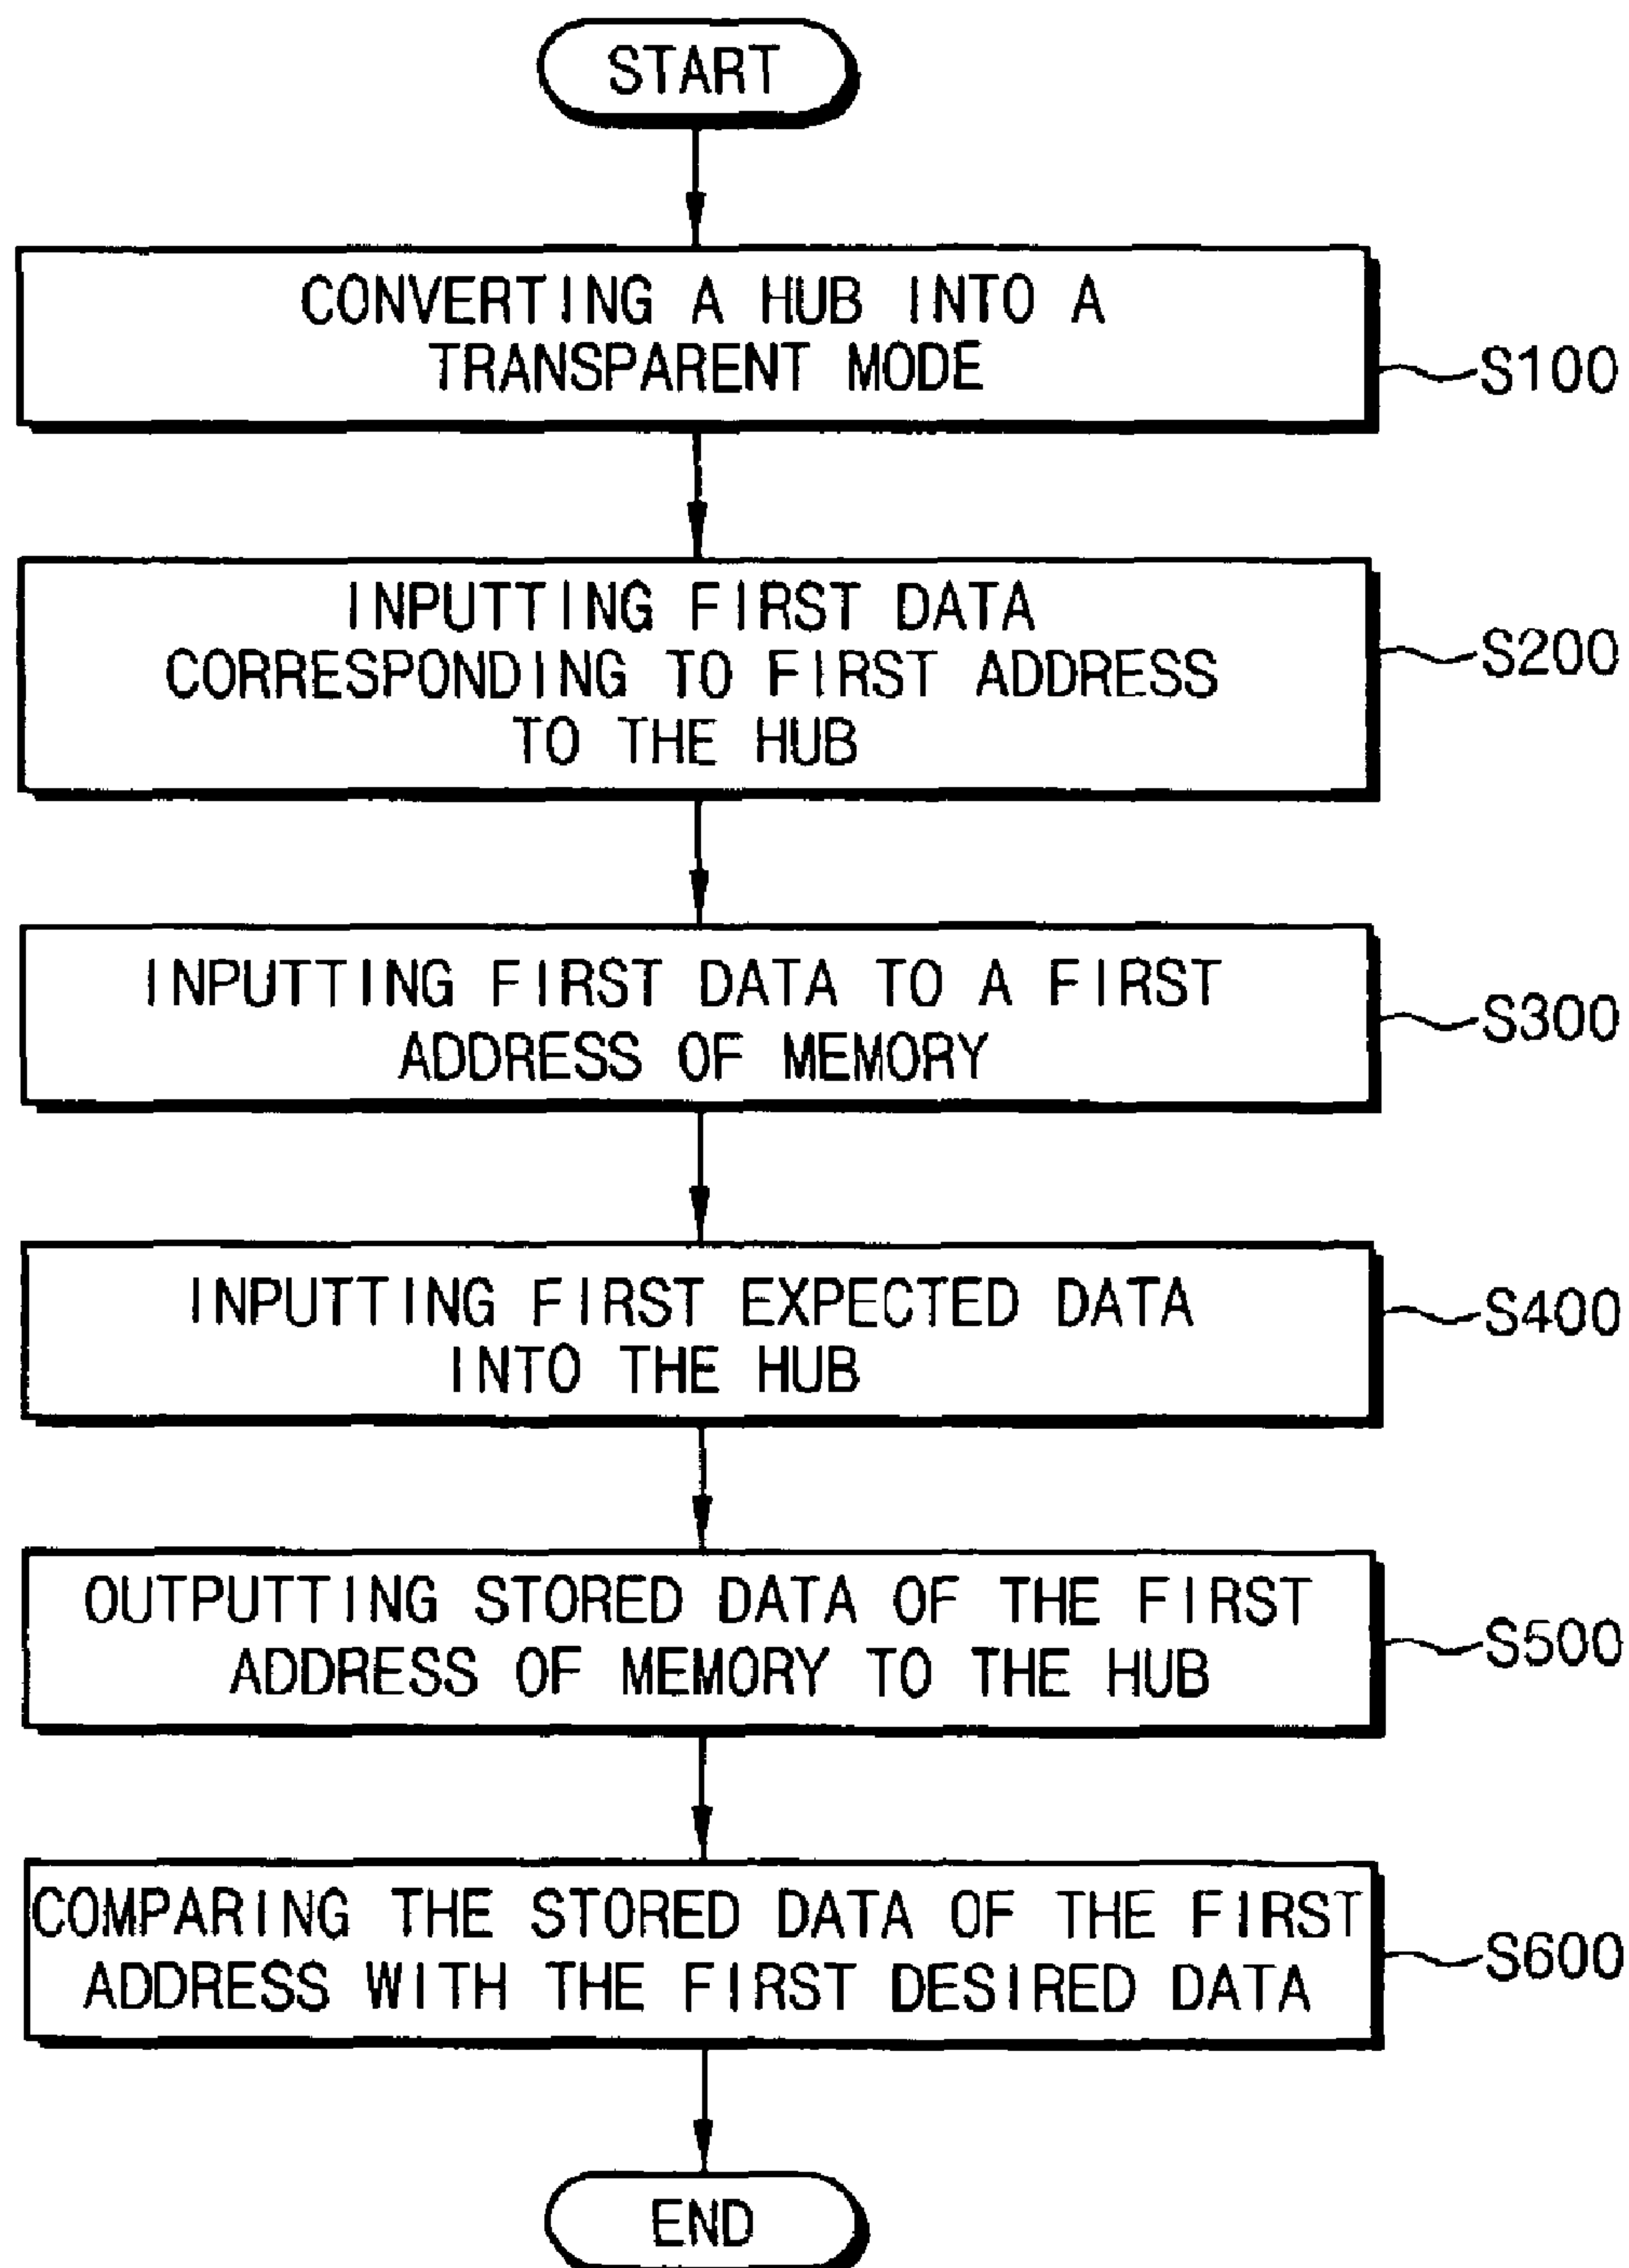 START
CONVERTING A HUB INTO A
TRANSPARENT MODE
S100
INPUTTING FIRST DATA
CORRESPONDING TO FIRST ADDRESS
TO THE HUB
S200
INPUTTING FIRST DATA TO A FIRST
ADDRESS OF MEMORY
S300
INPUTTING FIRST EXPECTED DATA
INTO THE HUB
S400
OUTPUTTING STORED DATA OF THE FIRST
ADDRESS OF MEMORY TO THE HUB
S500
COMPARING THE STORED DATA OF THE FIRST
ADDRESS WITH THE FIRST DESIRED DATA
S600
END